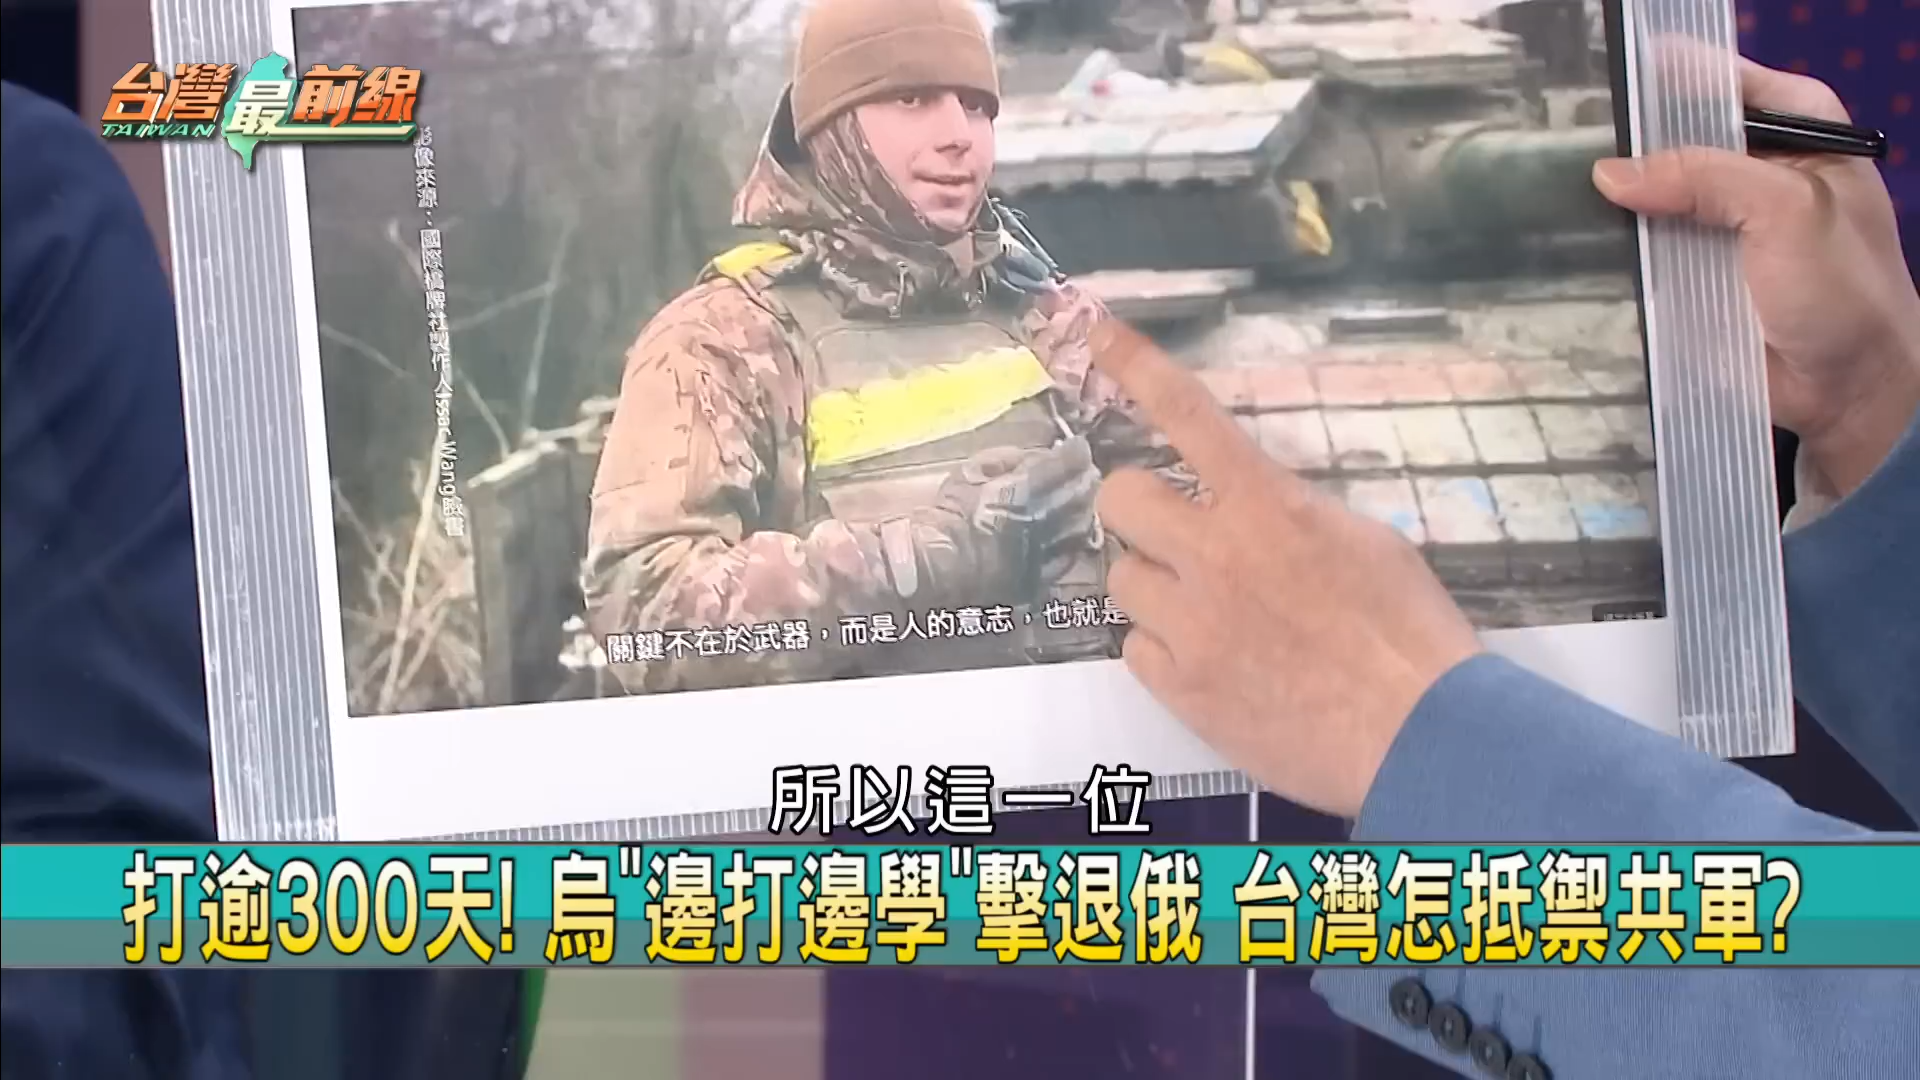 台灣最前線
TAIWAN
影像來源：國際橋牌社製作人Issac Wang臉書
關鍵不在於武器，而是人的意志，也就是
所以這一位
打逾300天! 烏"邊打邊學"擊退俄 台灣怎抵禦共軍?